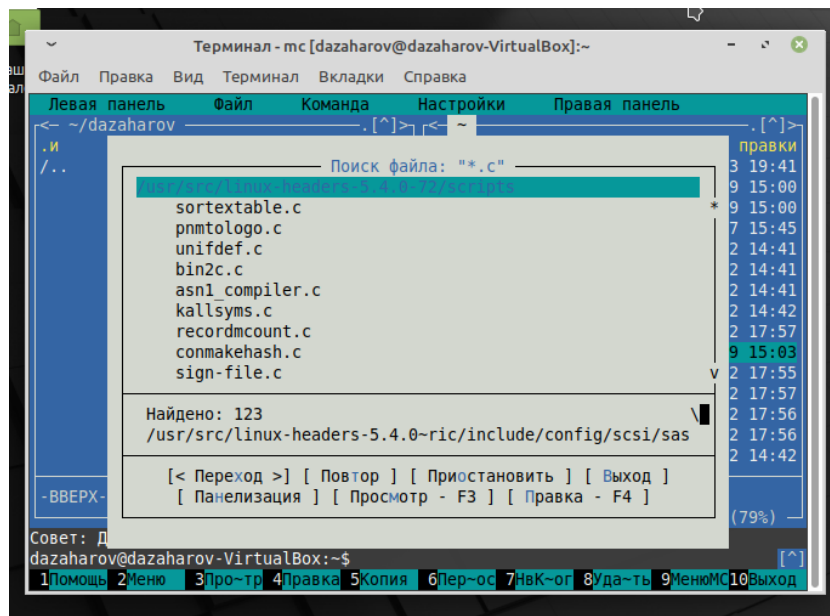 Терминал - mc [dazaharov@dazaharov-VirtualBox]:~
Файл Правка Вид Терминал Вкладки Справка
Левая панель Файл Команда Настройки Правая панель
<— ~/dazaharov .[^]> <— ~ .[^]>
.и правки
/.. 3 19:41
Поиск файла: "*.c"
/usr/src/linux-headers-5.4.0-72/scripts 9 15:00
sortextable.c * 9 15:00
pnmtologo.c 7 15:45
unifdef.c 2 14:41
bin2c.c 2 14:41
asn1_compiler.c 2 14:41
kallsyms.c 2 14:42
recordmcount.c 2 17:57
conmakehash.c 9 15:03
sign-file.c v 2 17:55
2 17:57
Найдено: 123 \ 2 17:56
/usr/src/linux-headers-5.4.0~ric/include/config/scsi/sas 2 17:56
2 14:42
[< Переход >] [ Повтор ] [ Приостановить ] [ Выход ]
-ВВЕРХ- [ Панелизация ] [ Просмотр - F3 ] [ Правка - F4 ]
(79%)
Совет: Д
dazaharov@dazaharov-VirtualBox:~$ [^]
1Помощь 2Меню 3Про~тр 4Правка 5Копия 6Пер~ос 7НвК~ог 8Уда~ть 9МенюМС 10Выход